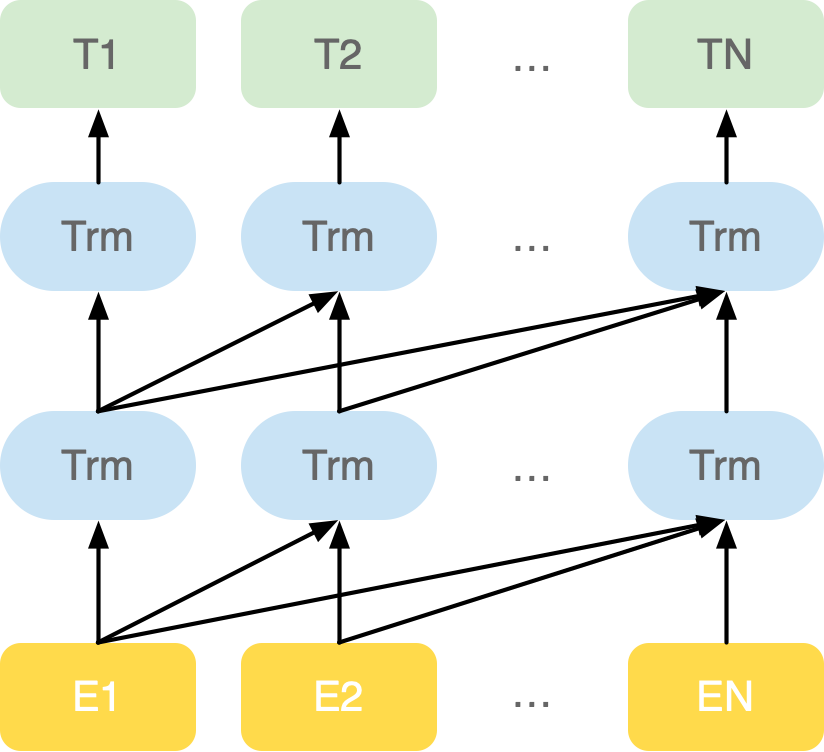 T1 T2 ... TN
Trm Trm ... Trm
Trm Trm ... Trm
E1 E2 ... EN